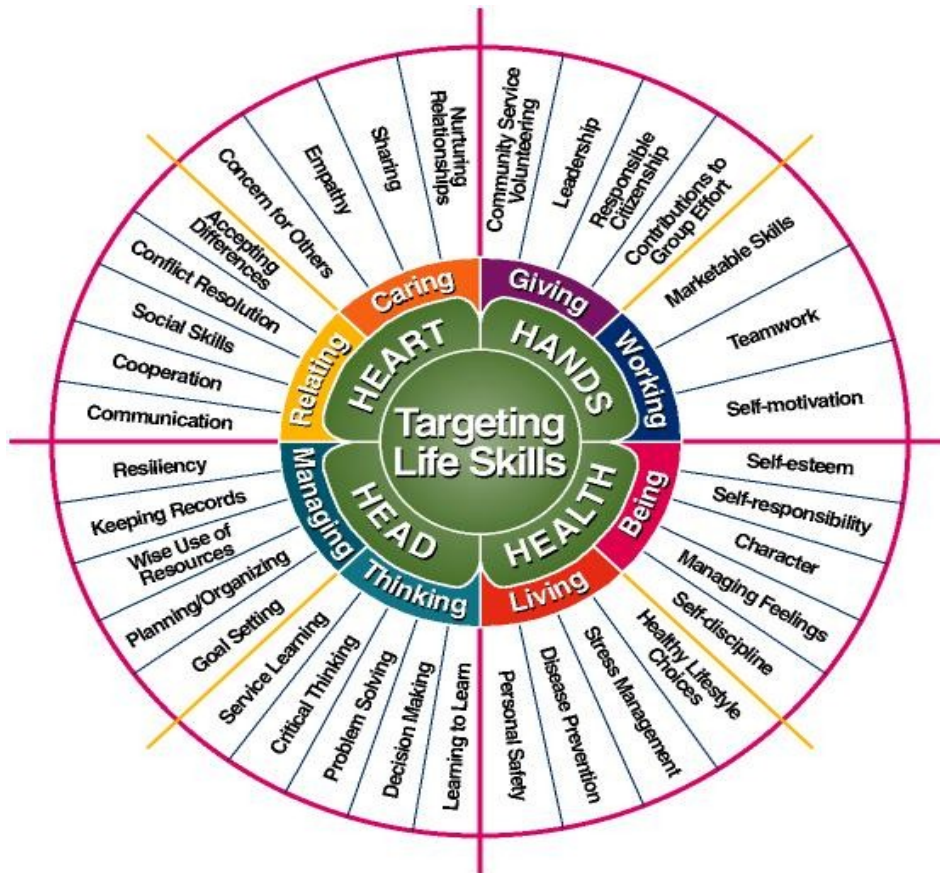 Targeting
Life Skills
HEART
HANDS
HEALTH
HEAD
Caring
Giving
Working
Being
Living
Thinking
Managing
Relating
Nurturing
Relationships
Sharing
Empathy
Concern for Others
Accepting
Differences
Conflict Resolution
Social Skills
Cooperation
Communication
Community Service
Volunteering
Leadership
Responsible
Citizenship
Contributions to
Group Effort
Marketable Skills
Teamwork
Self-motivation
Self-esteem
Self-responsibility
Character
Managing Feelings
Self-discipline
Healthy Lifestyle
Choices
Stress Management
Disease Prevention
Personal Safety
Learning to Learn
Decision Making
Problem Solving
Critical Thinking
Service Learning
Goal Setting
Planning/Organizing
Wise Use of
Resources
Keeping Records
Resiliency